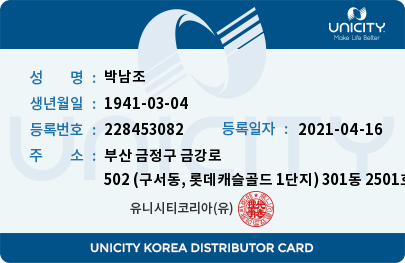 UNICITY
Make Life Better
성 명 : 박남조
생년월일 : 1941-03-04
등록번호 : 228453082 등록일자 : 2021-04-16
주 소 : 부산 금정구 금강로
502 (구서동, 롯데캐슬골드 1단지) 301동 2501호
유니시티코리아(유)
UNICITY KOREA DISTRIBUTOR CARD